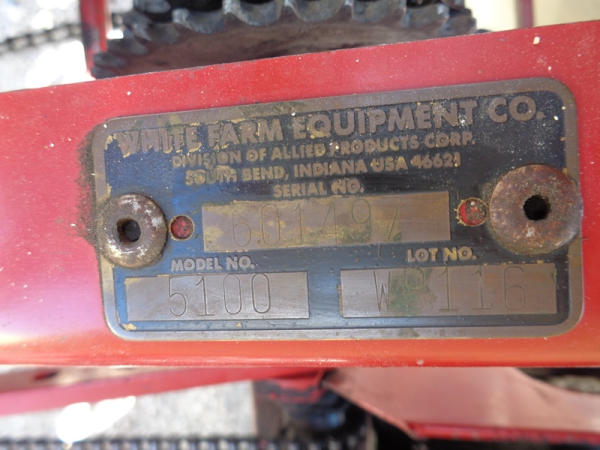 WHITE FARM EQUIPMENT CO.
DIVISION OF ALLIED PRODUCTS CORP.
SOUTH BEND, INDIANA USA 46621
SERIAL NO.
601497
MODEL NO. LOT NO.
5100